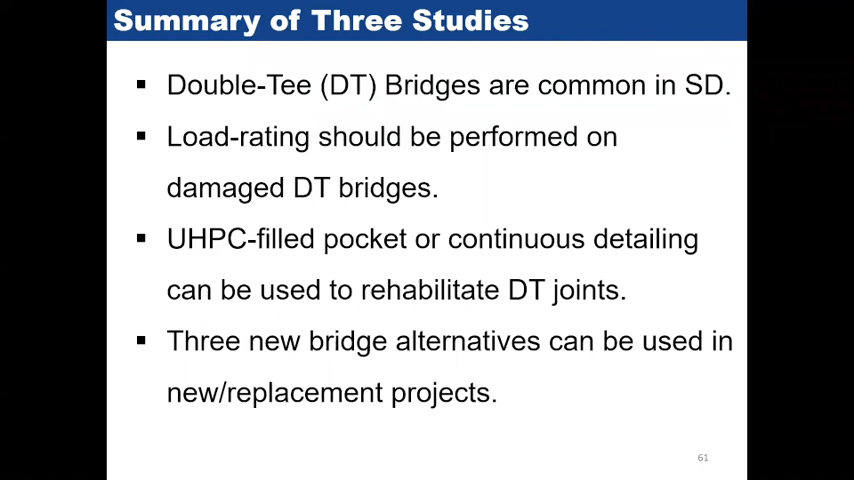 Summary of Three Studies
▪ Double-Tee (DT) Bridges are common in SD.
▪ Load-rating should be performed on
damaged DT bridges.
▪ UHPC-filled pocket or continuous detailing
can be used to rehabilitate DT joints.
▪ Three new bridge alternatives can be used in
new/replacement projects.
61